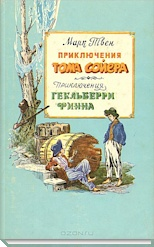 Марк Твен
ПРИКЛЮЧЕНИЯ
ТОМА СОЙЕРА
Приключения
ГЕКЛЬБЕРРИ
ФИННА